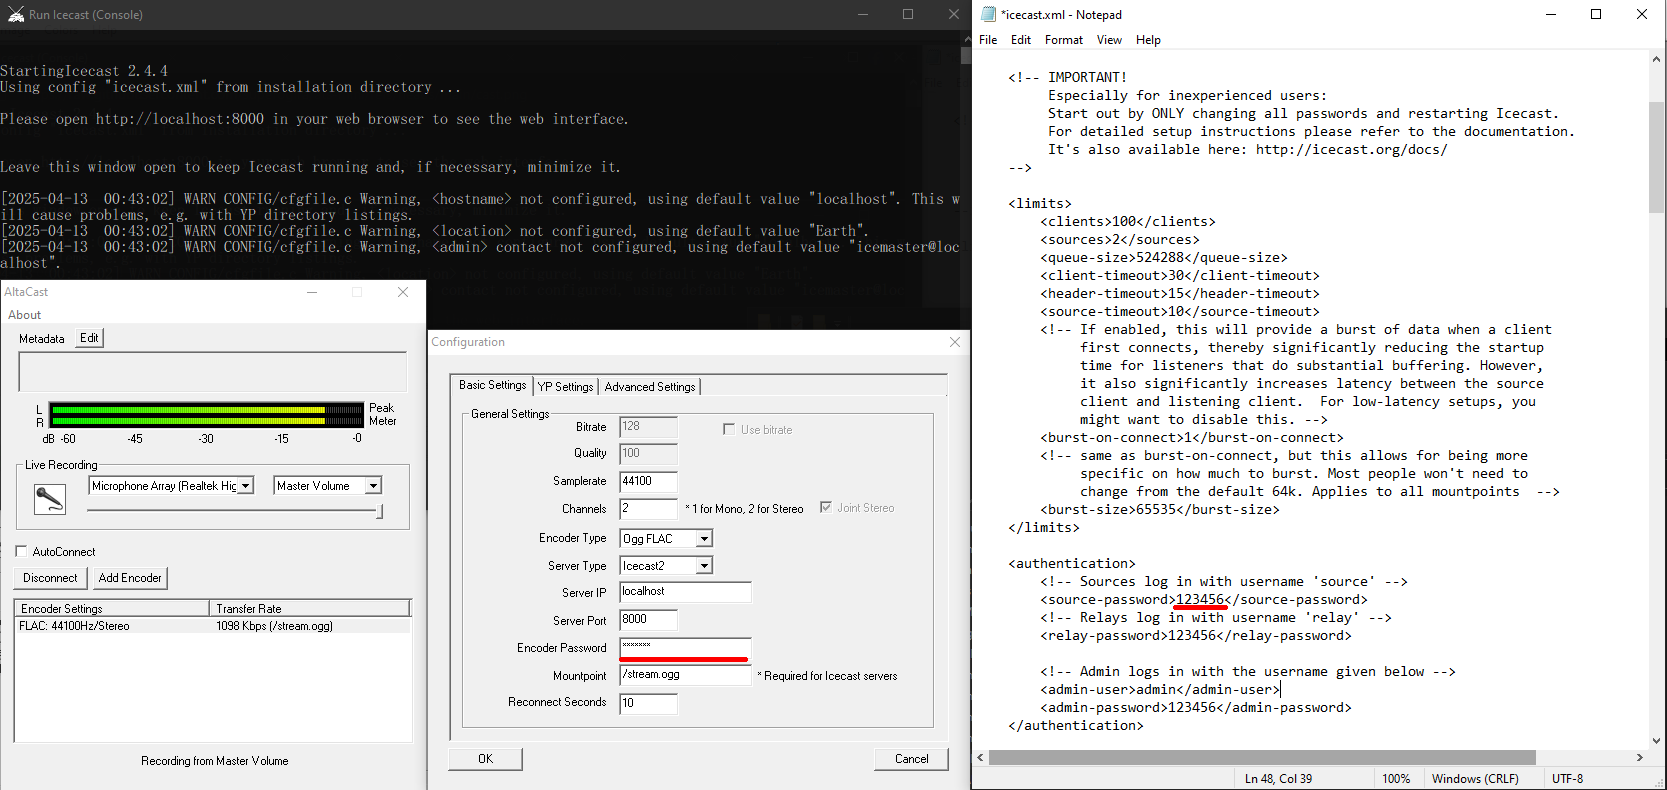 Run Icecast (Console)
StartingIcecast 2.4.4
Using config "icecast.xml" from installation directory ...
Please open http://localhost:8000 in your web browser to see the web interface.
Leave this window open to keep Icecast running and, if necessary, minimize it.
[2025-04-13  00:43:02] WARN CONFIG/cfgfile.c Warning, <hostname> not configured, using default value "localhost". This w
ill cause problems, e.g. with YP directory listings.
[2025-04-13  00:43:02] WARN CONFIG/cfgfile.c Warning, <location> not configured, using default value "Earth".
[2025-04-13  00:43:02] WARN CONFIG/cfgfile.c Warning, <admin> contact not configured, using default value "icemaster@loc
alhost".
AltaCast
About
Metadata Edit
L
R
Peak
Meter
dB -60 -45 -30 -15 -0
Live Recording
Microphone Array (Realtek Hig Master Volume
AutoConnect
Disconnect Add Encoder
Encoder Settings Transfer Rate
FLAC: 44100Hz/Stereo 1098 Kbps (/stream.ogg)
Recording from Master Volume
Configuration
Basic Settings YP Settings Advanced Settings
General Settings
Bitrate 128 Use bitrate
Quality 100
Samplerate 44100
Channels 2 * 1 for Mono, 2 for Stereo Joint Stereo
Encoder Type Ogg FLAC
Server Type Icecast2
Server IP localhost
Server Port 8000
Encoder Password *******
Mountpoint /stream.ogg * Required for Icecast servers
Reconnect Seconds 10
OK Cancel
*icecast.xml - Notepad
File Edit Format View Help
<!-- IMPORTANT!
Especially for inexperienced users:
Start out by ONLY changing all passwords and restarting Icecast.
For detailed setup instructions please refer to the documentation.
It's also available here: http://icecast.org/docs/
-->
<limits>
<clients>100</clients>
<sources>2</sources>
<queue-size>524288</queue-size>
<client-timeout>30</client-timeout>
<header-timeout>15</header-timeout>
<source-timeout>10</source-timeout>
<!-- If enabled, this will provide a burst of data when a client
first connects, thereby significantly reducing the startup
time for listeners that do substantial buffering. However,
it also significantly increases latency between the source
client and listening client.  For low-latency setups, you
might want to disable this. -->
<burst-on-connect>1</burst-on-connect>
<!-- same as burst-on-connect, but this allows for being more
specific on how much to burst. Most people won't need to
change from the default 64k. Applies to all mountpoints  -->
<burst-size>65535</burst-size>
</limits>
<authentication>
<!-- Sources log in with username 'source' -->
<source-password>123456</source-password>
<!-- Relays log in with username 'relay' -->
<relay-password>123456</relay-password>
<!-- Admin logs in with the username given below -->
<admin-user>admin</admin-user>
<admin-password>123456</admin-password>
</authentication>
Ln 48, Col 39 100% Windows (CRLF) UTF-8